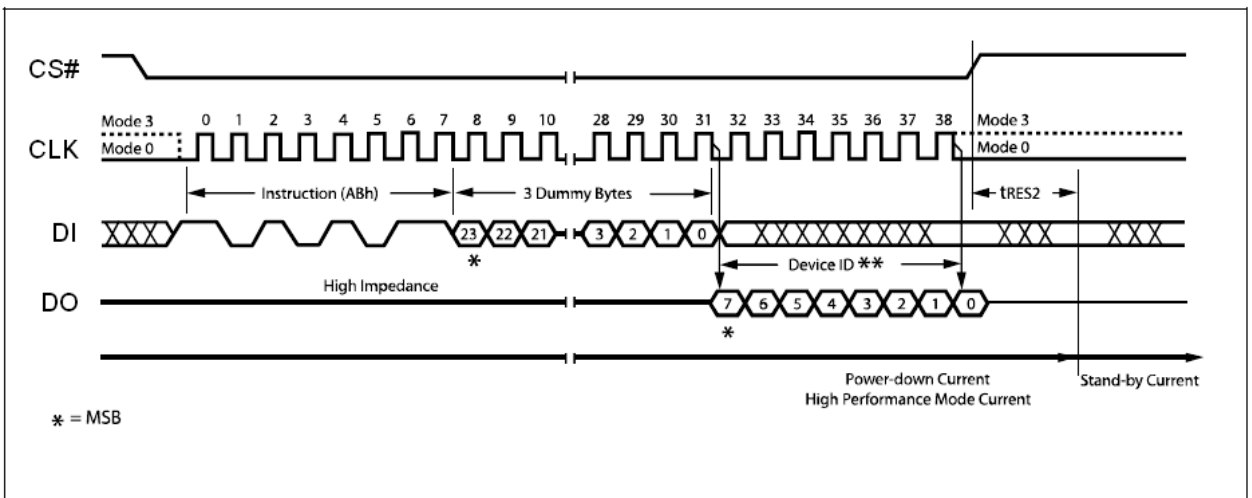 CS#
Mode 3 0 1 2 3 4 5 6 7 8 9 10 28 29 30 31 32 33 34 35 36 37 38 Mode 3
CLK Mode 0 Mode 0
Instruction (ABh) 3 Dummy Bytes tRES2
DI 23 22 21 3 2 1 0
* Device ID **
High Impedance
DO 7 6 5 4 3 2 1 0
*
Power-down Current Stand-by Current
High Performance Mode Current
* = MSB